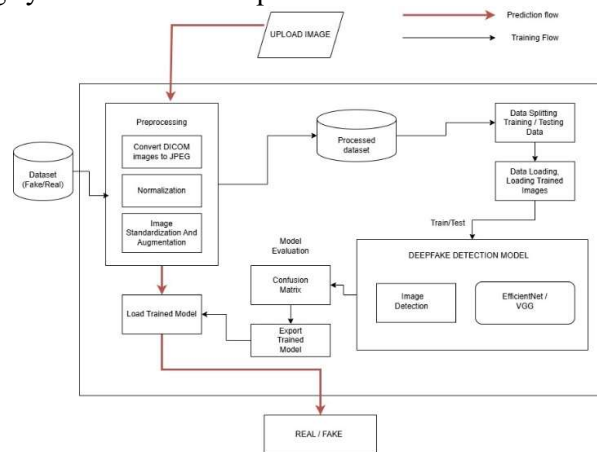 UPLOAD IMAGE
Prediction flow
Training Flow
Preprocessing
Convert DICOM
images to JPEG
Normalization
Image
Standardization And
Augmentation
Dataset
(Fake/Real)
Processed
dataset
Data Splitting
Training / Testing
Data
Data Loading,
Loading Trained
Images
Train/Test
DEEPFAKE DETECTION MODEL
Image
Detection
EfficientNet /
VGG
Model
Evaluation
Confusion
Matrix
Export
Trained
Model
Load Trained Model
REAL / FAKE